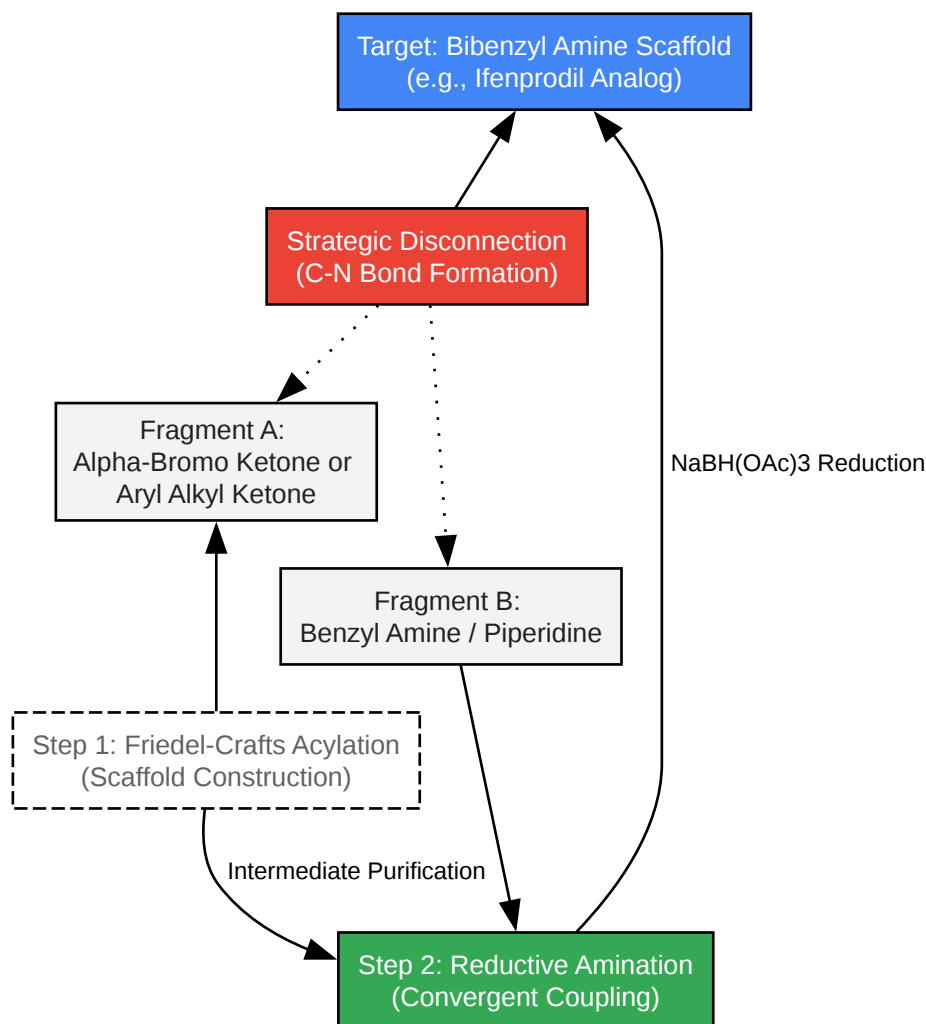 Target: Bibenzyl Amine Scaffold
(e.g., Ifenprodil Analog)
Strategic Disconnection
(C-N Bond Formation)
Fragment A:
Alpha-Bromo Ketone or
Aryl Alkyl Ketone
NaBH(OAc)3 Reduction
Fragment B:
Benzyl Amine / Piperidine
Step 1: Friedel-Crafts Acylation
(Scaffold Construction)
Intermediate Purification
Step 2: Reductive Amination
(Convergent Coupling)